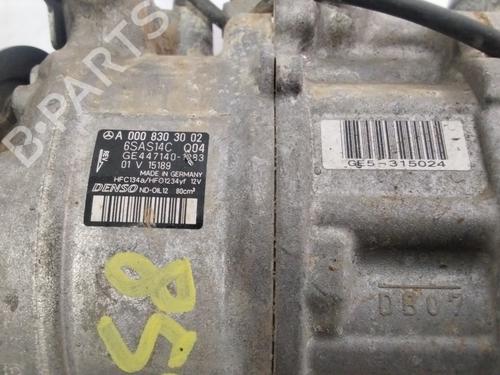 B-PARTS
A 000 830 30 02
6SAS14C Q04
GE447140-
01 V 15189
MADE IN GERMANY
HFC134a/HFO1234yf 12V
DENSO ND-OIL12 80cm³
GE5-315024
DB07